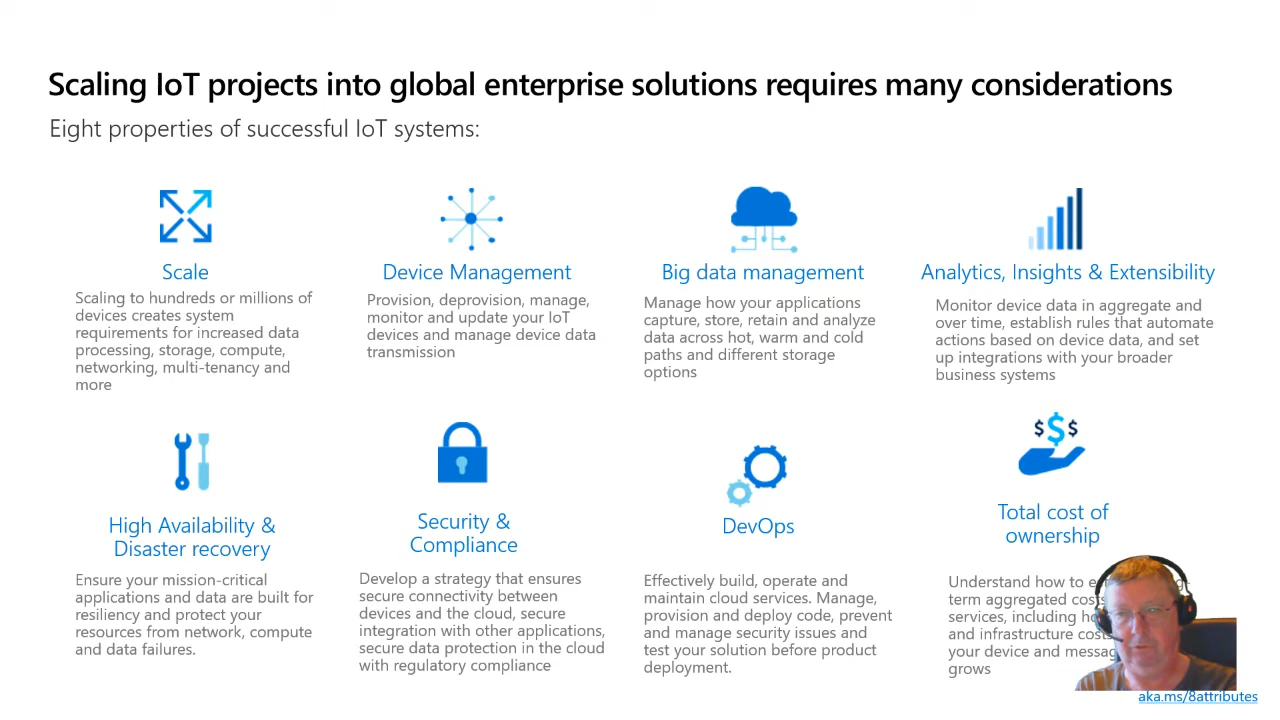 Scaling IoT projects into global enterprise solutions requires many considerations
Eight properties of successful IoT systems:
Scale
Scaling to hundreds or millions of
devices creates system
requirements for increased data
processing, storage, compute,
networking, multi-tenancy and
more
Device Management
Provision, deprovision, manage,
monitor and update your IoT
devices and manage device data
transmission
Big data management
Manage how your applications
capture, store, retain and analyze
data across hot, warm and cold
paths and different storage
options
Analytics, Insights & Extensibility
Monitor device data in aggregate and
over time, establish rules that automate
actions based on device data, and set
up integrations with your broader
business systems
High Availability &
Disaster recovery
Ensure your mission-critical
applications and data are built for
resiliency and protect your
resources from network, compute
and data failures.
Security &
Compliance
Develop a strategy that ensures
secure connectivity between
devices and the cloud, secure
integration with other applications,
secure data protection in the cloud
with regulatory compliance
DevOps
Effectively build, operate and
maintain cloud services. Manage,
provision and deploy code, prevent
and manage security issues and
test your solution before product
deployment.
Total cost of
ownership
Understand how to
term aggregated costs
services, including
and infrastructure costs
your device and
grows
$ $ $
aka.ms/8attributes